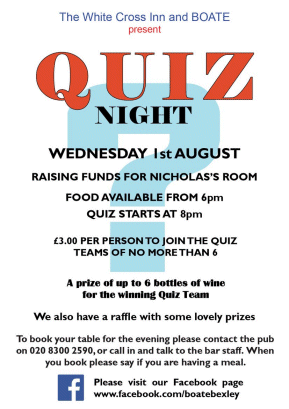 The White Cross Inn and BOATE
present
QUIZ
NIGHT
?
WEDNESDAY 1st AUGUST
RAISING FUNDS FOR NICHOLAS'S ROOM
FOOD AVAILABLE FROM 6pm
QUIZ STARTS AT 8pm
£3.00 PER PERSON TO JOIN THE QUIZ
TEAMS OF NO MORE THAN 6
A prize of up to 6 bottles of wine
for the winning Quiz Team
We also have a raffle with some lovely prizes
To book your table for the evening please contact the pub
on 020 8300 2590, or call in and talk to the bar staff. When
you book please say if you are having a meal.
f
Please visit our Facebook page
www.facebook.com/boatebexley